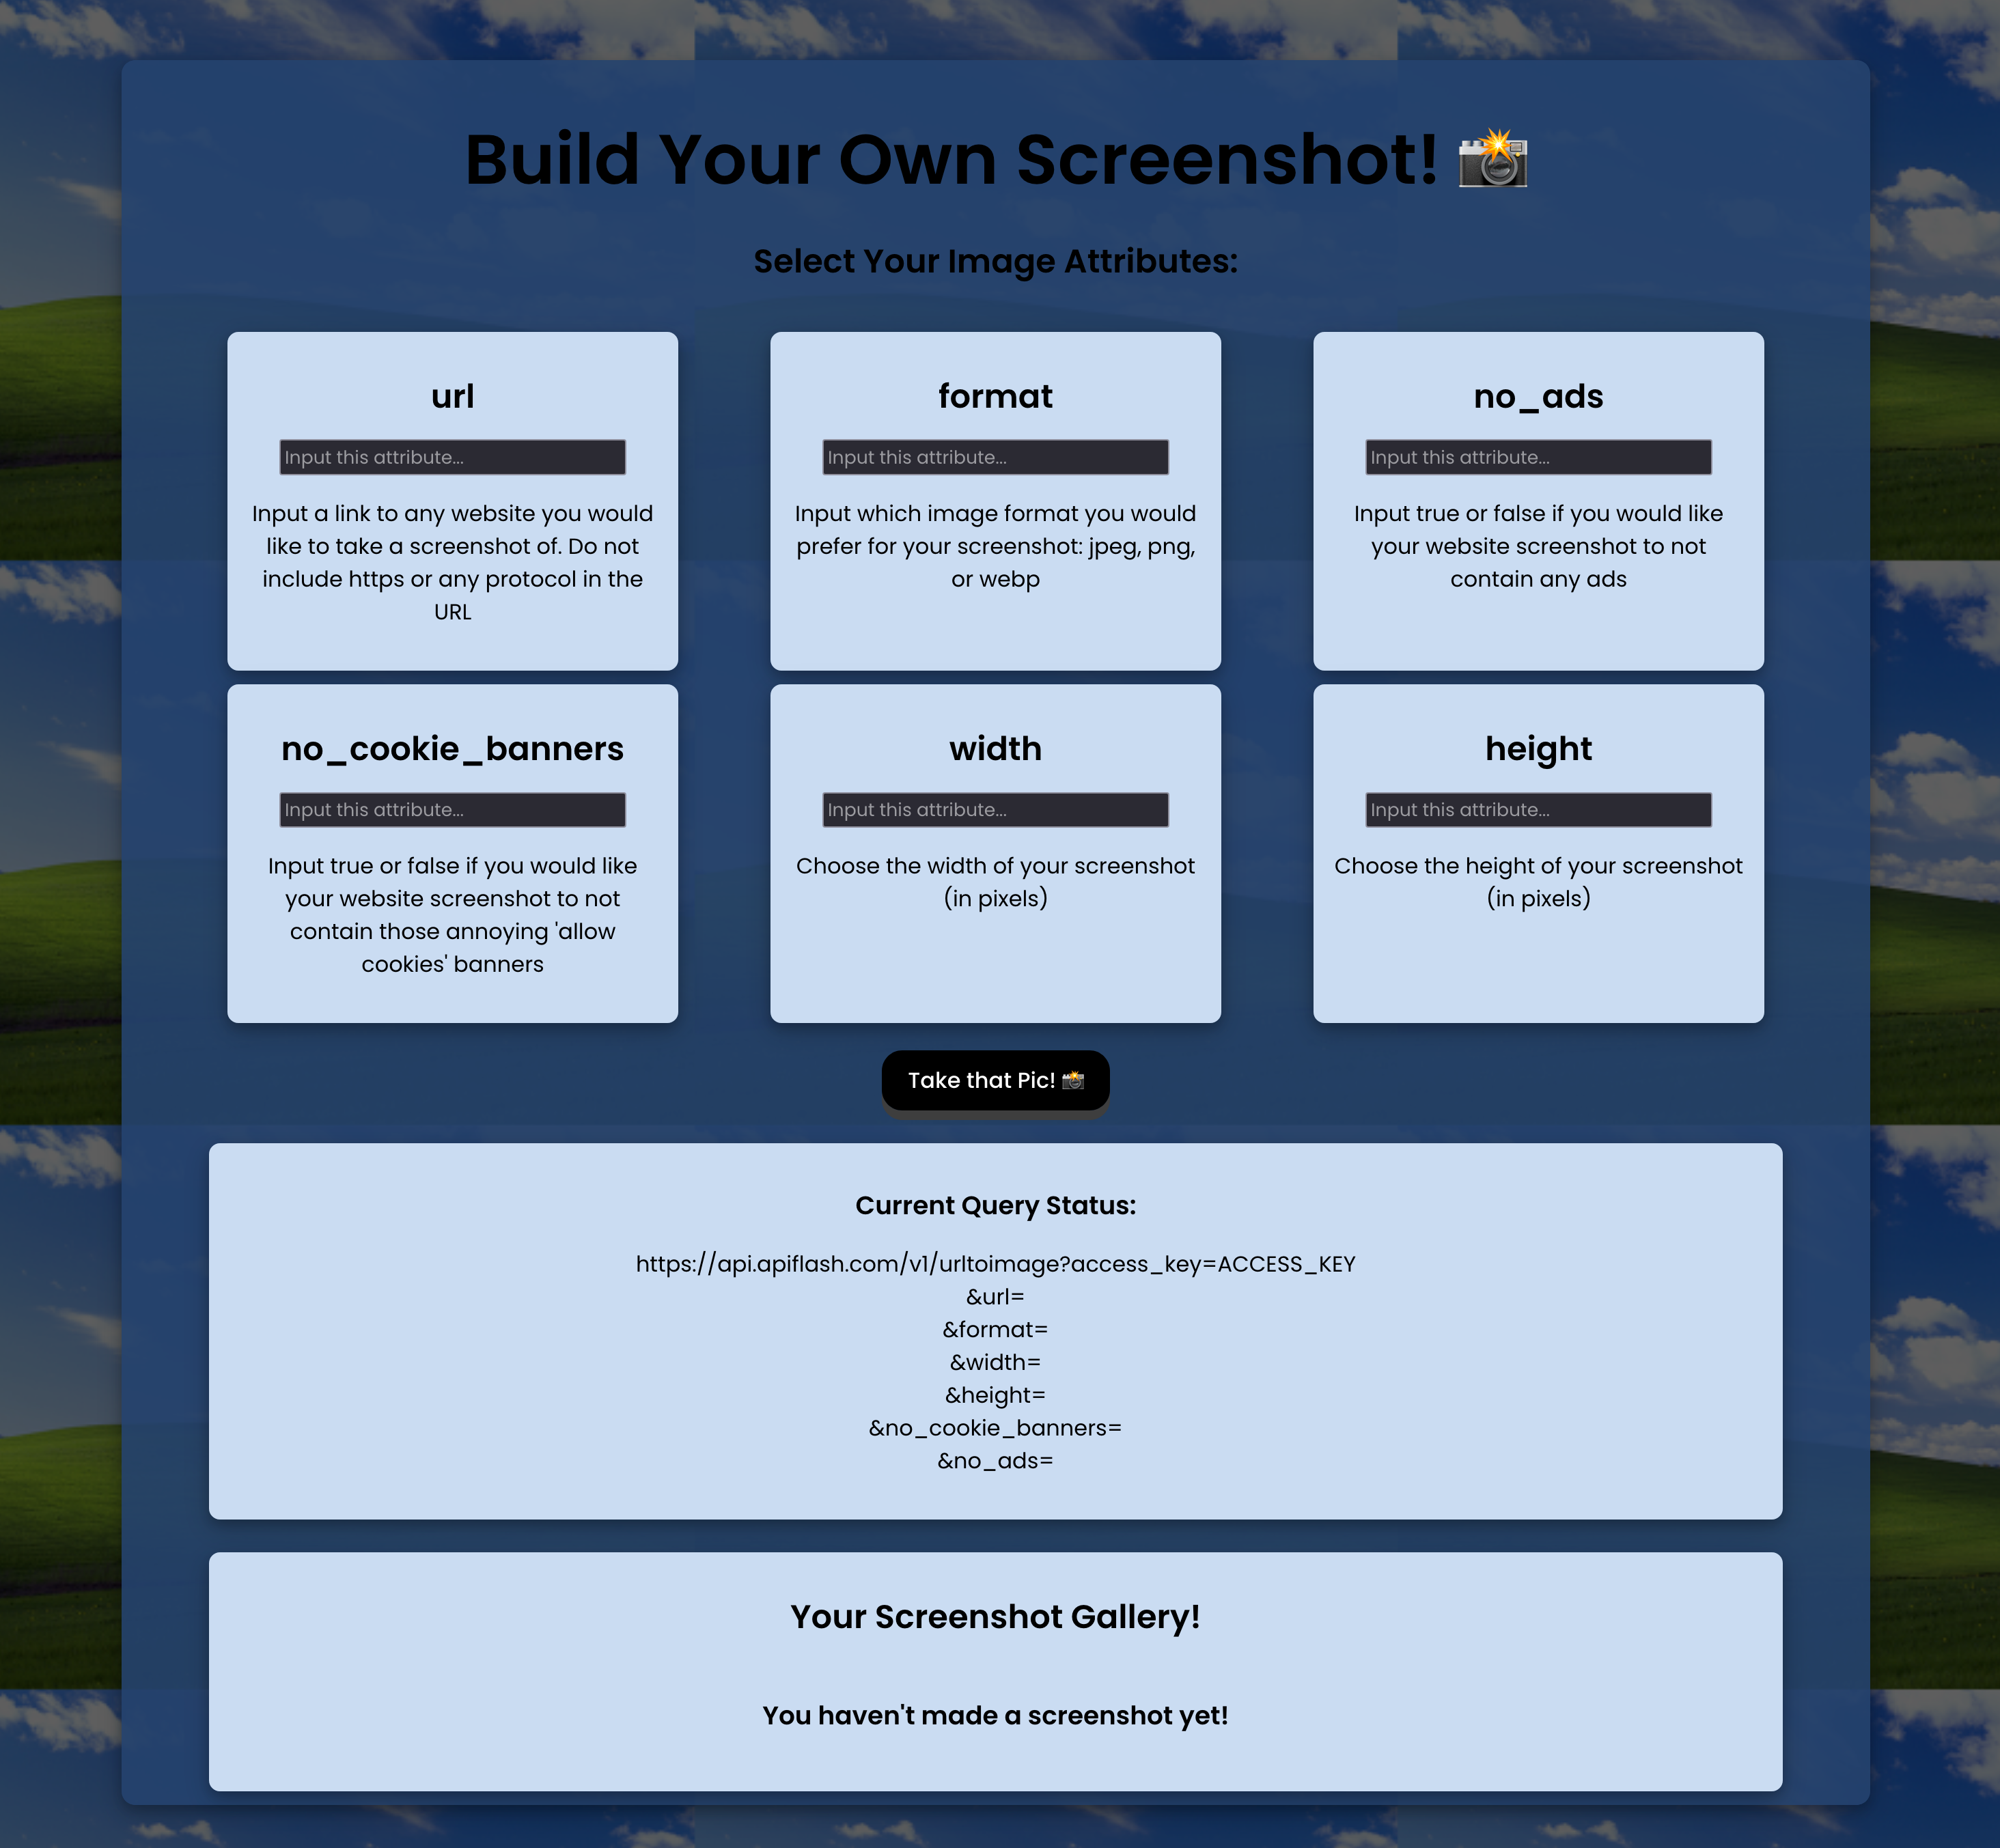 Build Your Own Screenshot! 📸
Select Your Image Attributes:
url
Input this attribute...
Input a link to any website you would
like to take a screenshot of. Do not
include https or any protocol in the
URL
format
Input this attribute...
Input which image format you would
prefer for your screenshot: jpeg, png,
or webp
no_ads
Input this attribute...
Input true or false if you would like
your website screenshot to not
contain any ads
no_cookie_banners
Input this attribute...
Input true or false if you would like
your website screenshot to not
contain those annoying 'allow
cookies' banners
width
Input this attribute...
Choose the width of your screenshot
(in pixels)
height
Input this attribute...
Choose the height of your screenshot
(in pixels)
Take that Pic! 📸
Current Query Status:
https://api.apiflash.com/v1/urltoimage?access_key=ACCESS_KEY
&url=
&format=
&width=
&height=
&no_cookie_banners=
&no_ads=
Your Screenshot Gallery!
You haven't made a screenshot yet!